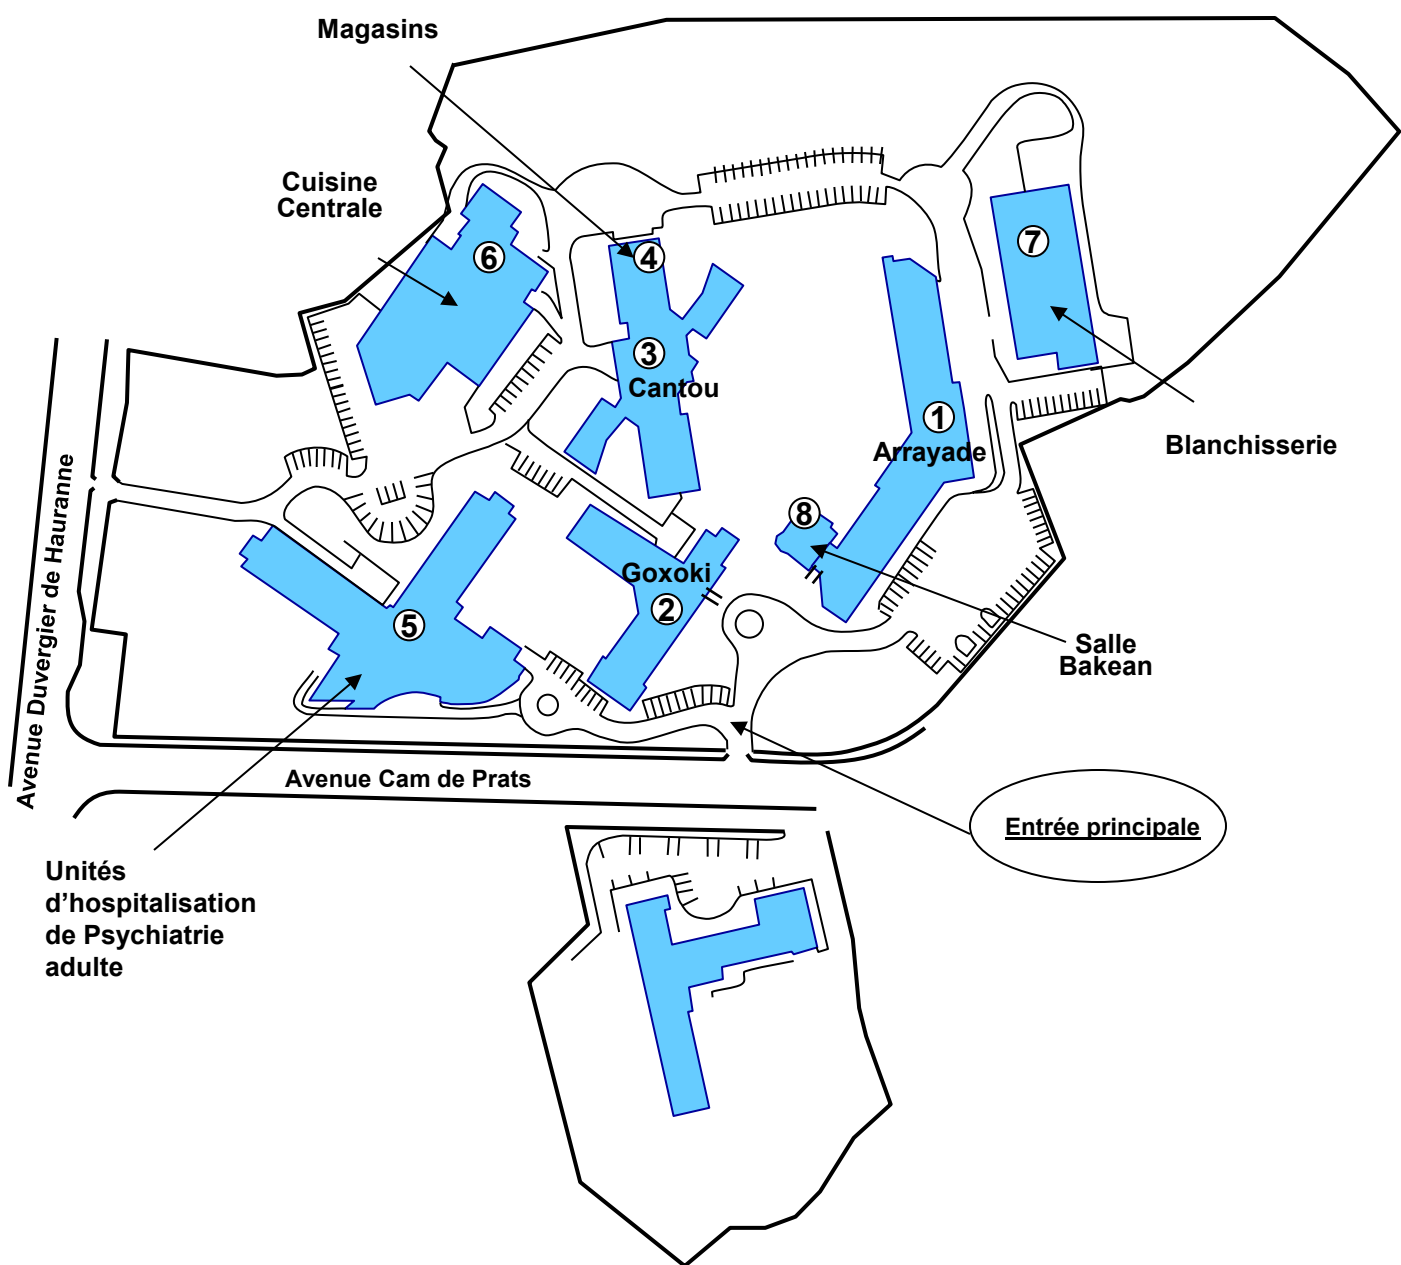 Magasins
Cuisine
Centrale
6
4
7
3
Cantou
1
Arrayade
Blanchisserie
8
Goxoki
2
5
Salle
Bakean
Avenue Duvergier de Hauranne
Avenue Cam de Prats
Entrée principale
Unités
d’hospitalisation
de Psychiatrie
adulte